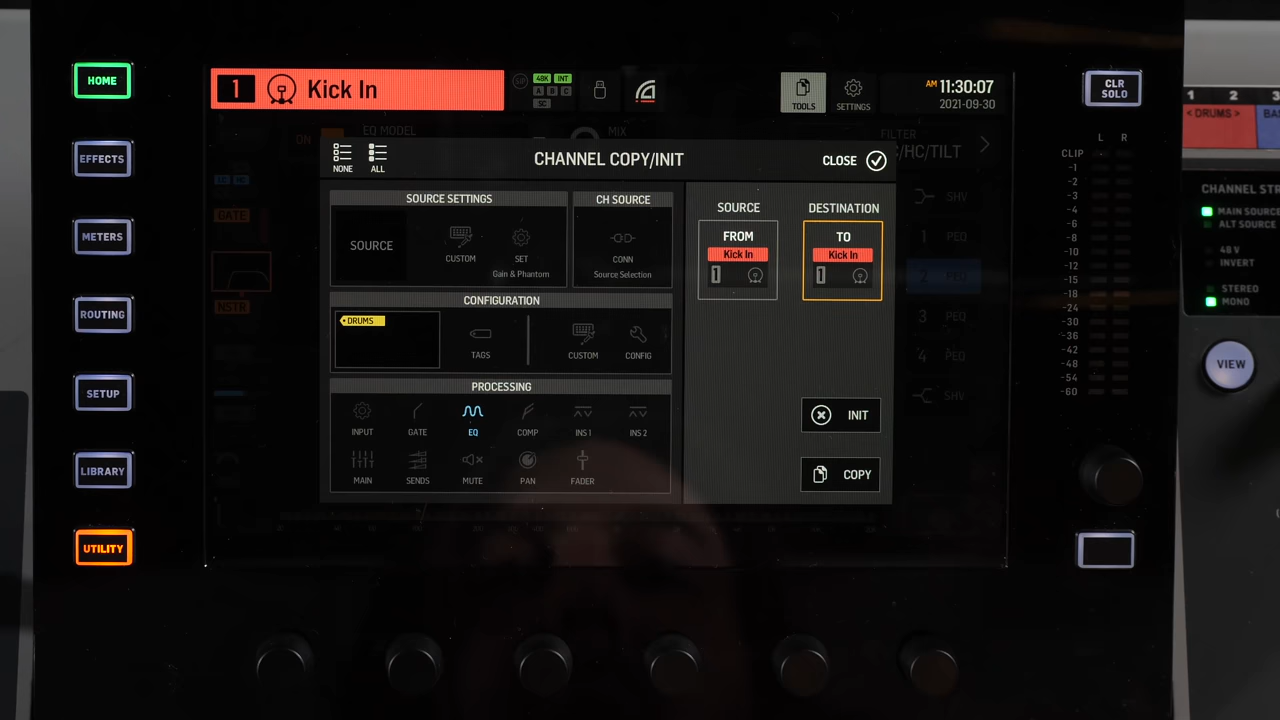 HOME
EFFECTS
METERS
ROUTING
SETUP
LIBRARY
UTILITY
1 Kick In
48K INT
A B C
SC
TOOLS
SETTINGS
AM 11:30:07
2021-09-30
ON
EQ MODEL
MIX
FILTER
C/HC/TILT
GATE
SHV
1 PEQ
2 PEQ
3 PEQ
4 PEQ
SHV
NONE
ALL
CHANNEL COPY/INIT
CLOSE
SOURCE SETTINGS
SOURCE
CUSTOM
SET
Gain & Phantom
CH SOURCE
CONN
Source Selection
CONFIGURATION
DRUMS
TAGS
CUSTOM
CONFIG
PROCESSING
INPUT
GATE
EQ
COMP
INS 1
INS 2
MAIN
SENDS
MUTE
PAN
FADER
SOURCE
FROM
Kick In
1
DESTINATION
TO
Kick In
1
INIT
COPY
CLR
SOLO
L R
CLIP
-1
-2
-3
-4
-6
-8
-10
-12
-15
-18
-24
-30
-36
-42
-48
-54
-60
1 2 3
< DRUMS >
CHANNEL STR
MAIN SOURCE
ALT SOURCE
48 V
INVERT
STEREO
MONO
VIEW